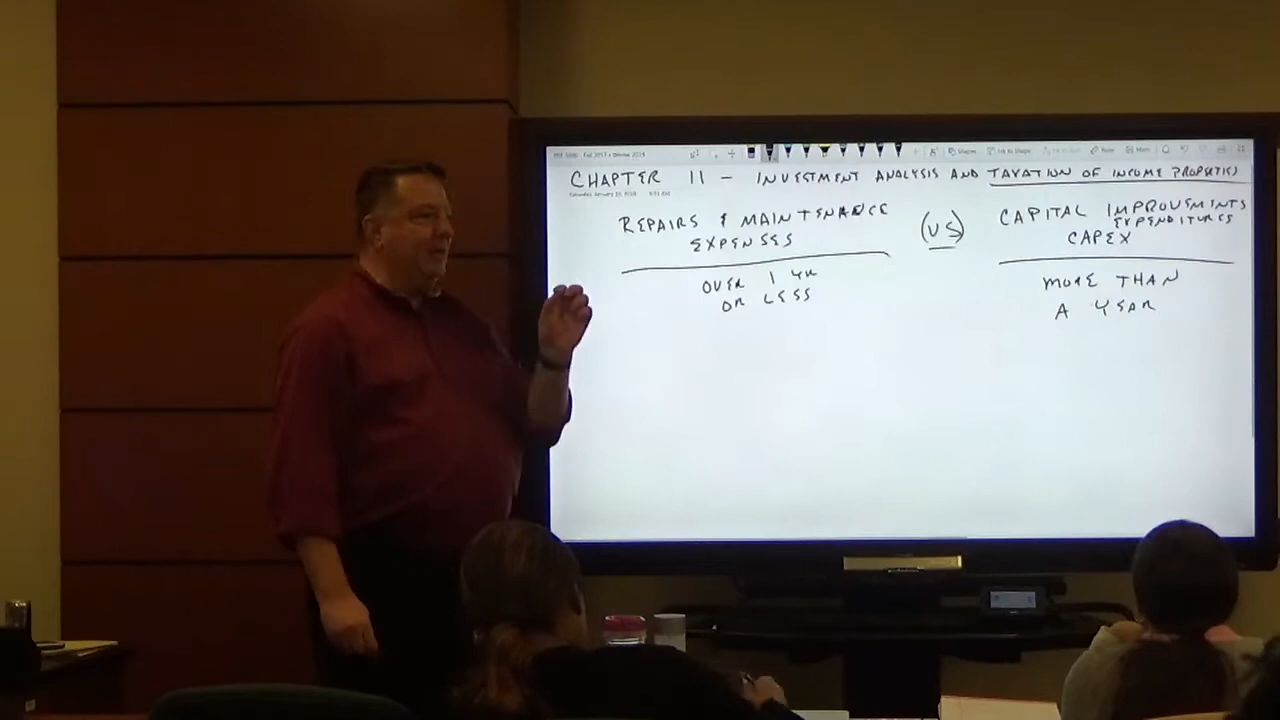 CHAPTER 11 - INVESTMENT ANALYSIS AND TAXATION OF INCOME PROPERTIES
REPAIRS & MAINTENANCE
EXPENSES
OVER 1 YR
OR LESS
(VS)
CAPITAL IMPROVEMENTS
EXPENDITURES
CAPEX
MORE THAN
A YEAR